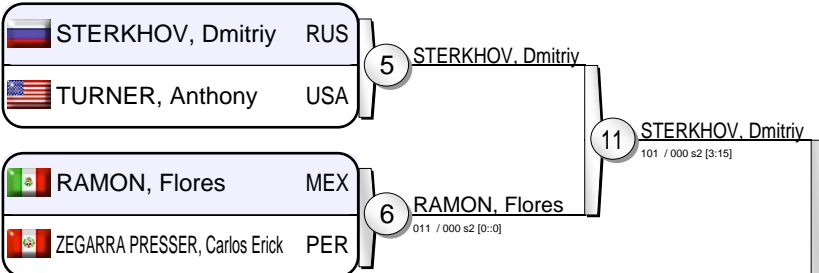 STERKHOV, Dmitriy RUS
TURNER, Anthony USA
5 STERKHOV, Dmitriy
11 STERKHOV, Dmitriy
101 / 000 s2 [3:15]
RAMON, Flores MEX
ZEGARRA PRESSER, Carlos Erick PER
6 RAMON, Flores
011 / 000 s2 [0::0]